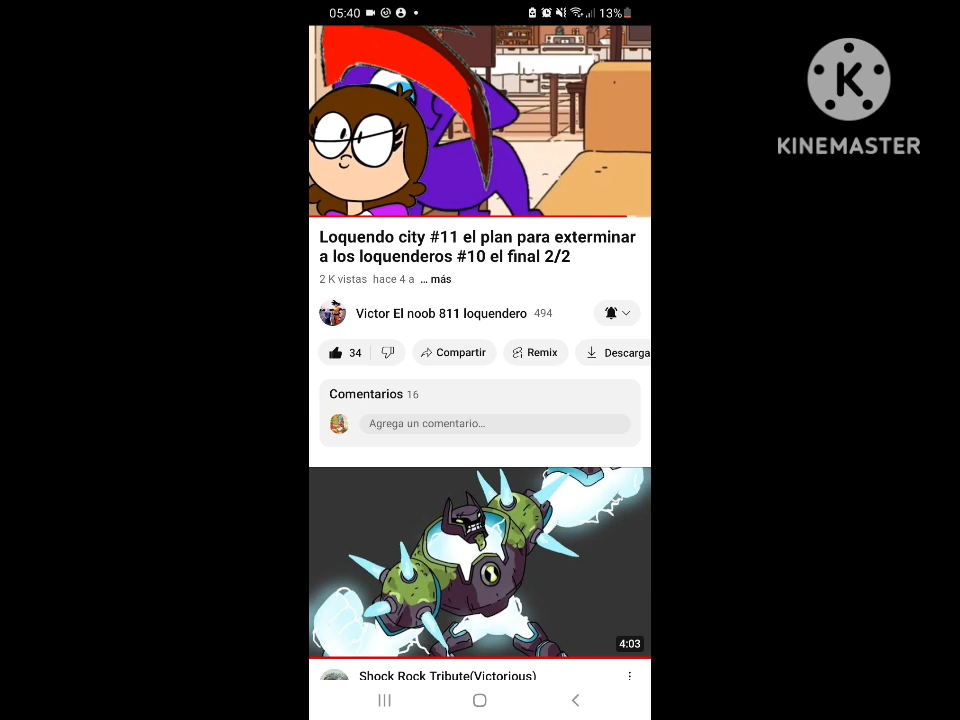 05:40
13%
KINEMASTER
Loquendo city #11 el plan para exterminar
a los loquenderos #10 el final 2/2
2 K vistas hace 4 a ... más
Victor El noob 811 loquendero 494
34 Compartir Remix Descarga
Comentarios 16
Agrega un comentario...
4:03
Shock Rock Tribute(Victorious)